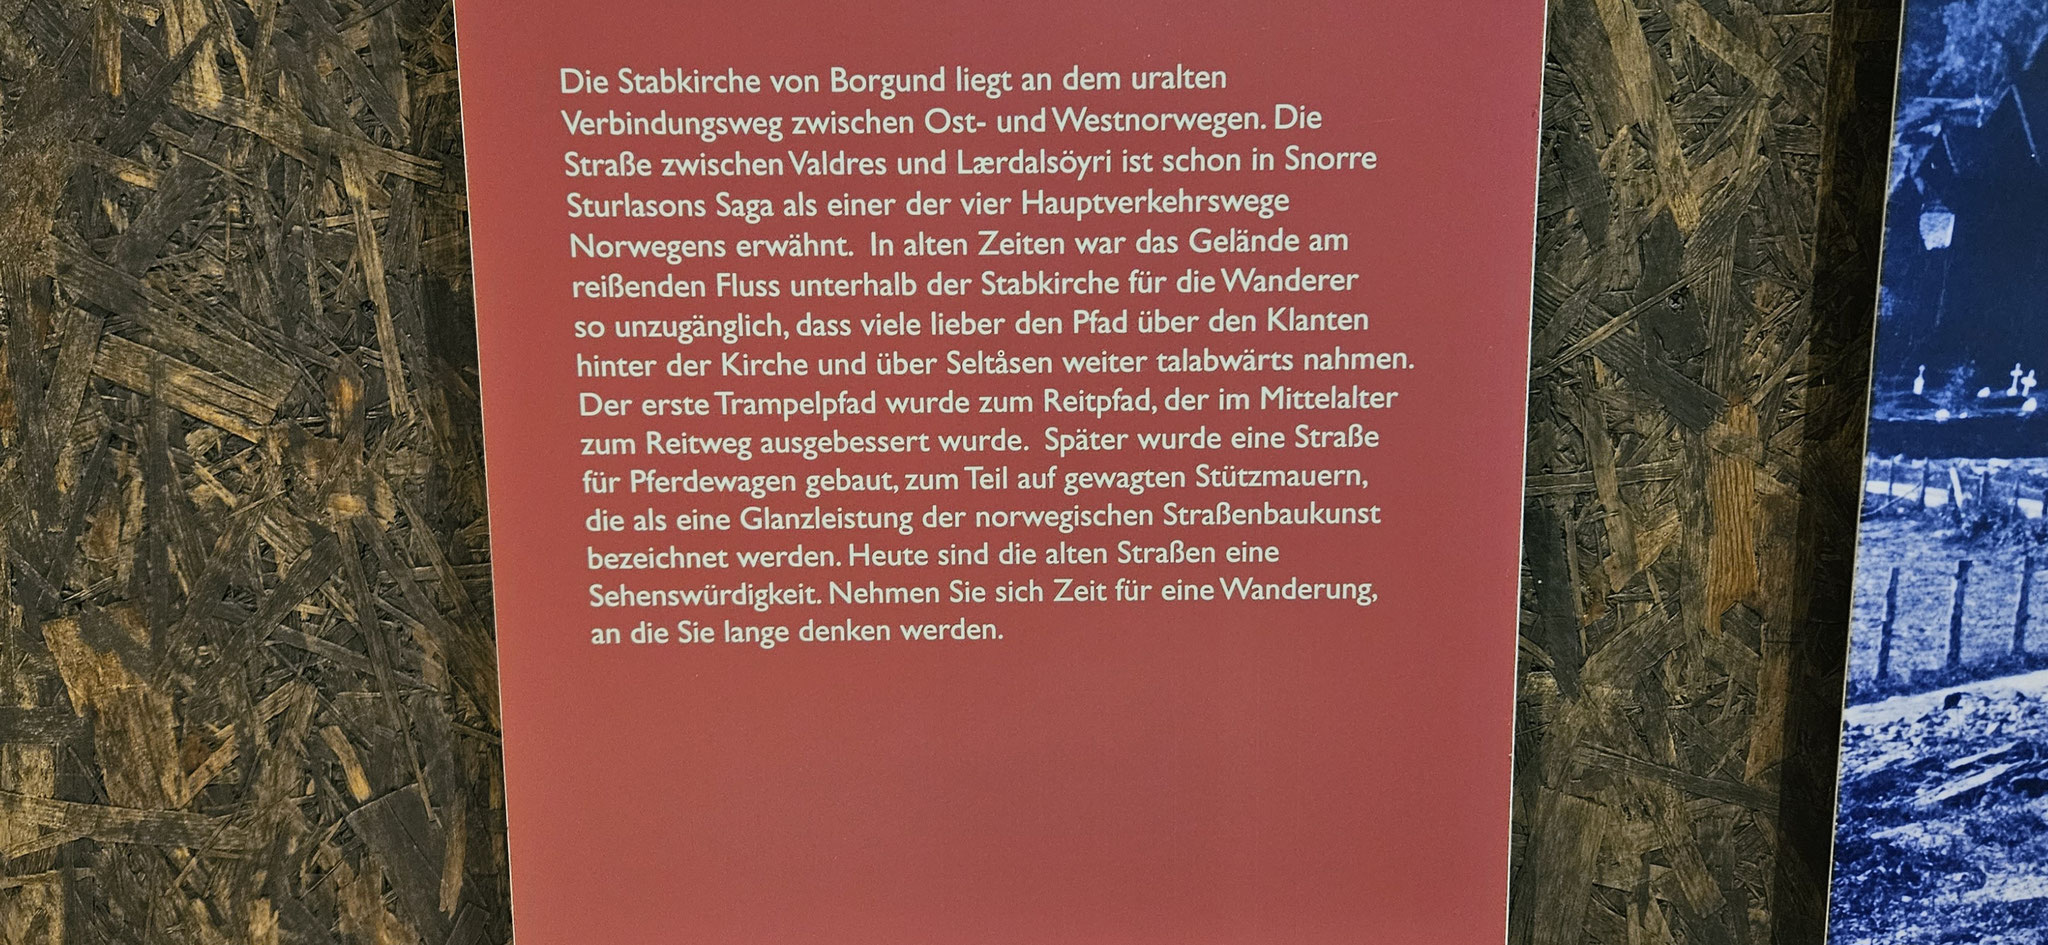 Die Stabkirche von Borgund liegt an dem uralten
Verbindungsweg zwischen Ost- und Westnorwegen. Die
Straße zwischen Valdres und Lærdalsöyri ist schon in Snorre
Sturlasons Saga als einer der vier Hauptverkehrswege
Norwegens erwähnt. In alten Zeiten war das Gelände am
reißenden Fluss unterhalb der Stabkirche für die Wanderer
so unzugänglich, dass viele lieber den Pfad über den Klanten
hinter der Kirche und über Seltåsen weiter talabwärts nahmen.
Der erste Trampelpfad wurde zum Reitpfad, der im Mittelalter
zum Reitweg ausgebessert wurde. Später wurde eine Straße
für Pferdewagen gebaut, zum Teil auf gewagten Stützmauern,
die als eine Glanzleistung der norwegischen Straßenbaukunst
bezeichnet werden. Heute sind die alten Straßen eine
Sehenswürdigkeit. Nehmen Sie sich Zeit für eine Wanderung,
an die Sie lange denken werden.